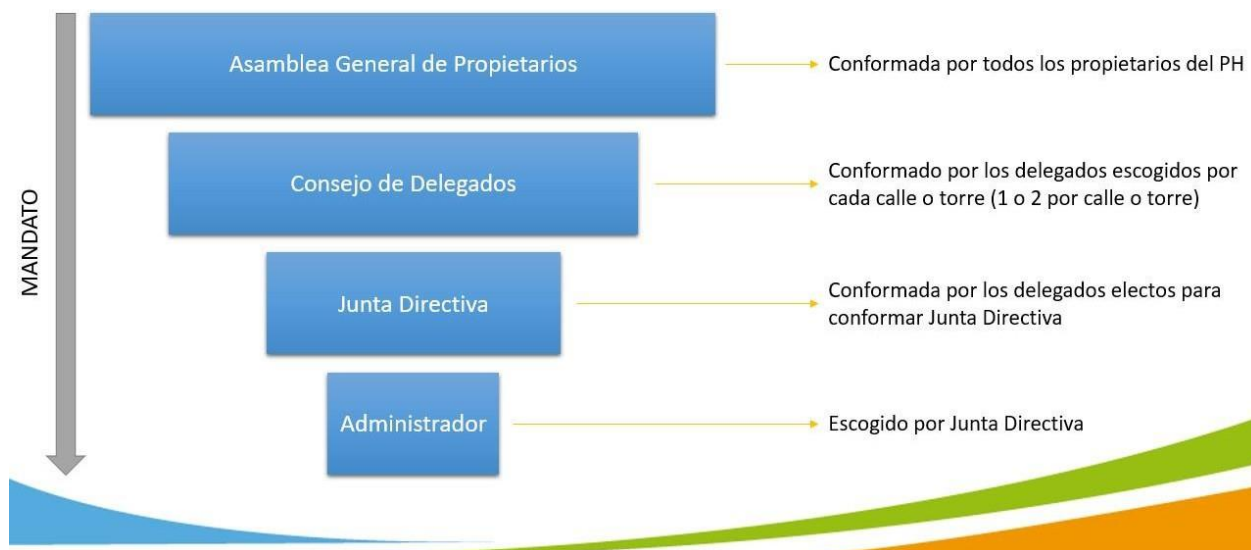 Asamblea General de Propietarios
Conformada por todos los propietarios del PH
Consejo de Delegados
Conformado por los delegados escogidos por
cada calle o torre (1 o 2 por calle o torre)
MANDATO
Junta Directiva
Conformada por los delegados electos para
conformar Junta Directiva
Administrador
Escogido por Junta Directiva